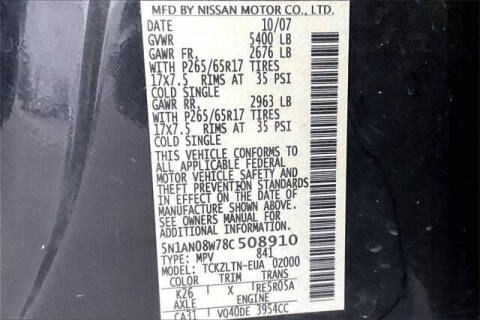 MFD BY NISSAN MOTOR CO., LTD.
DATE 10/07
GVWR 5400 LB
GAWR FR. 2676 LB
WITH P265/65R17 TIRES
17X7.5 RIMS AT 35 PSI
COLD SINGLE
GAWR RR. 2963 LB
WITH P265/65R17 TIRES
17X7.5 RIMS AT 35 PSI
COLD SINGLE
THIS VEHICLE CONFORMS TO
ALL APPLICABLE FEDERAL
MOTOR VEHICLE SAFETY AND
THEFT PREVENTION STANDARDS
IN EFFECT ON THE DATE OF
MANUFACTURE SHOWN ABOVE.
SEE OWNER'S MANUAL FOR
ADDITIONAL INFORMATION.
5N1AN08W78C508910
TYPE: MPV 841
MODEL: TCKZLTN-EUA 0Z000
COLOR TRIM TRANS
K26 X RE5R05A
AXLE ENGINE
CA31 VQ40DE 3954CC